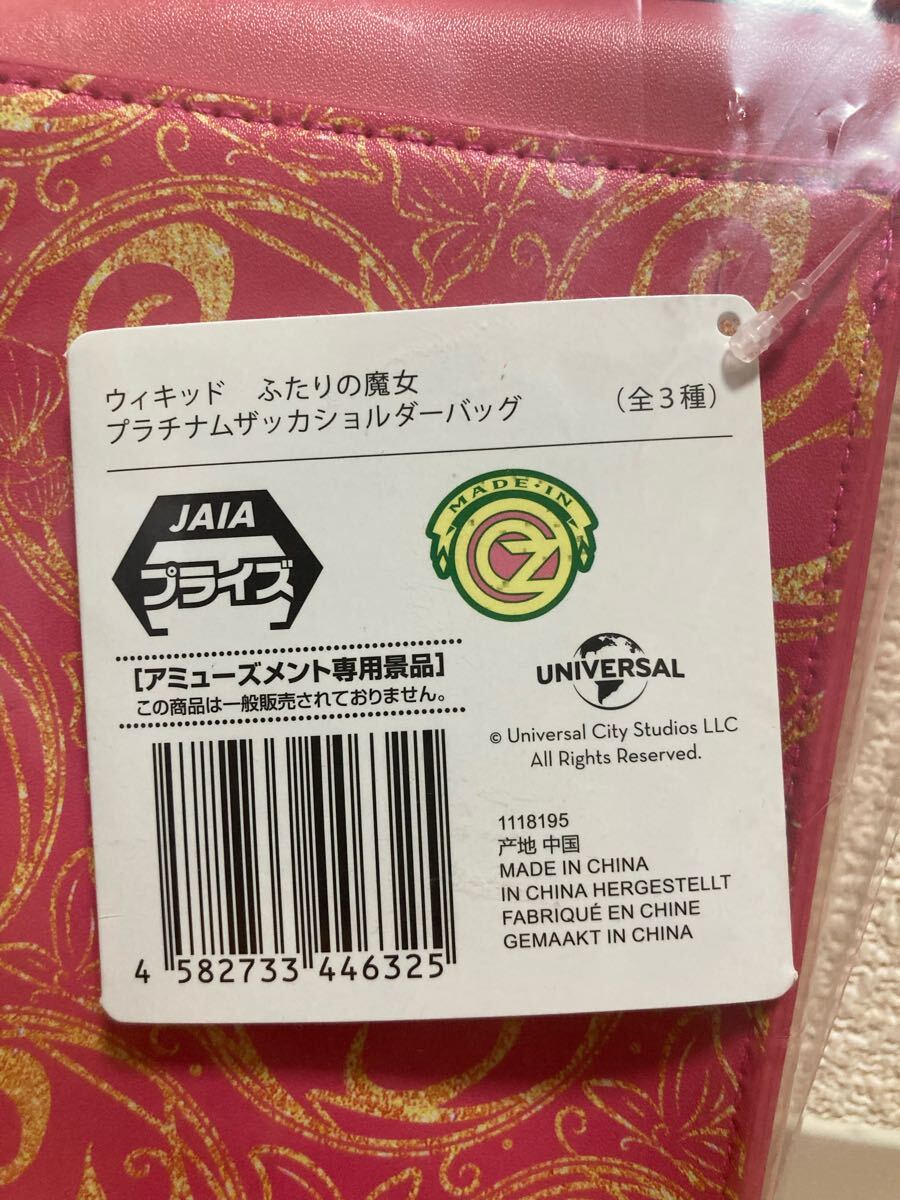 ウィキッド　ふたりの魔女
プラチナムザッカショルダーバッグ　（全3種）
JAIA
プライズ
MADE・IN
OZ
[アミューズメント専用景品]
この商品は一般販売されておりません。
UNIVERSAL
© Universal City Studios LLC
All Rights Reserved.
4 582733 446325
1118195
产地 中国
MADE IN CHINA
IN CHINA HERGESTELLT
FABRIQUÉ EN CHINE
GEMAAKT IN CHINA